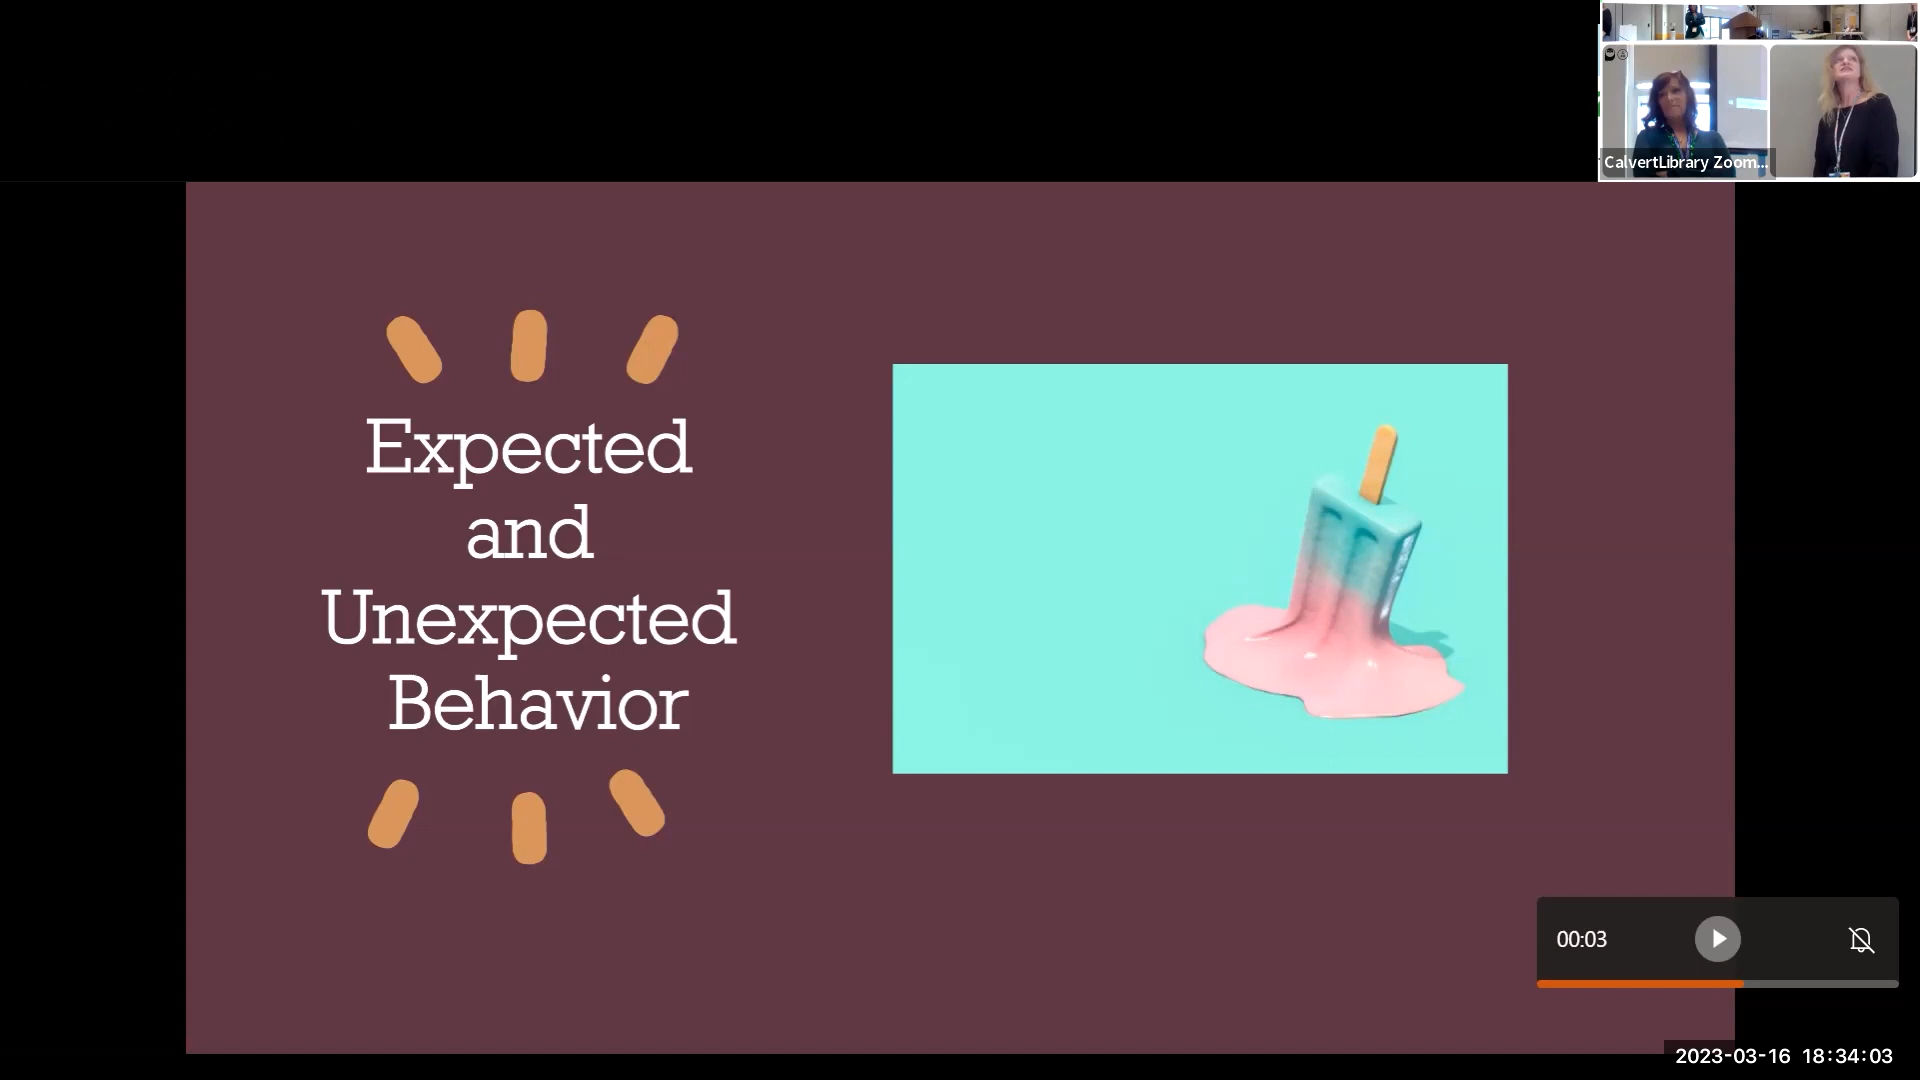 CalvertLibrary Zoom...
Expected
and
Unexpected
Behavior
00:03
2023-03-16 18:34:03